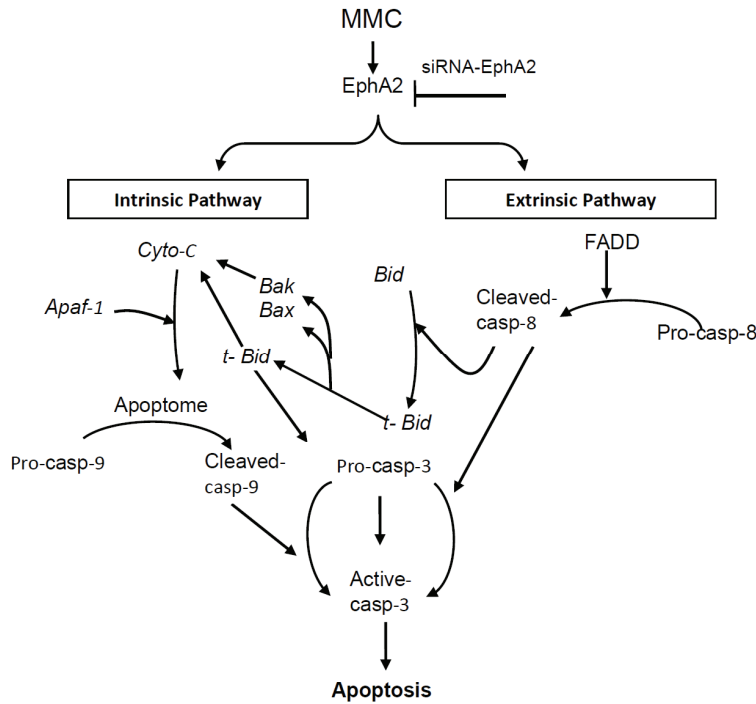 MMC
siRNA-EphA2
EphA2
Intrinsic Pathway
Extrinsic Pathway
FADD
Cyto-C
Bak
Bax
Bid
Cleaved-
casp-8
Pro-casp-8
Apaf-1
t- Bid
t- Bid
Apoptome
Pro-casp-9
Cleaved-
casp-9
Pro-casp-3
Active-
casp-3
Apoptosis